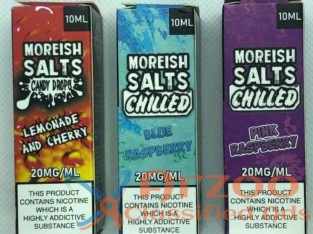 10ML
MOREISH
SALTS
CANDY DROPS
LEMONADE
AND CHERRY
20MG/ML
THIS PRODUCT
CONTAINS NICOTINE
WHICH IS A
HIGHLY ADDICTIVE
SUBSTANCE
10ML
MOREISH
SALTS
CHILLED
BLUE
RASPBERRY
20MG/ML
THIS PRODUCT
CONTAINS NICOTINE
WHICH IS A
HIGHLY ADDICTIVE
SUBSTANCE
10ML
MOREISH
SALTS
CHILLED
PINK
RASPBERRY
20MG/ML
THIS PRODUCT
CONTAINS NICOTINE
WHICH IS A
HIGHLY ADDICTIVE
SUBSTANCE